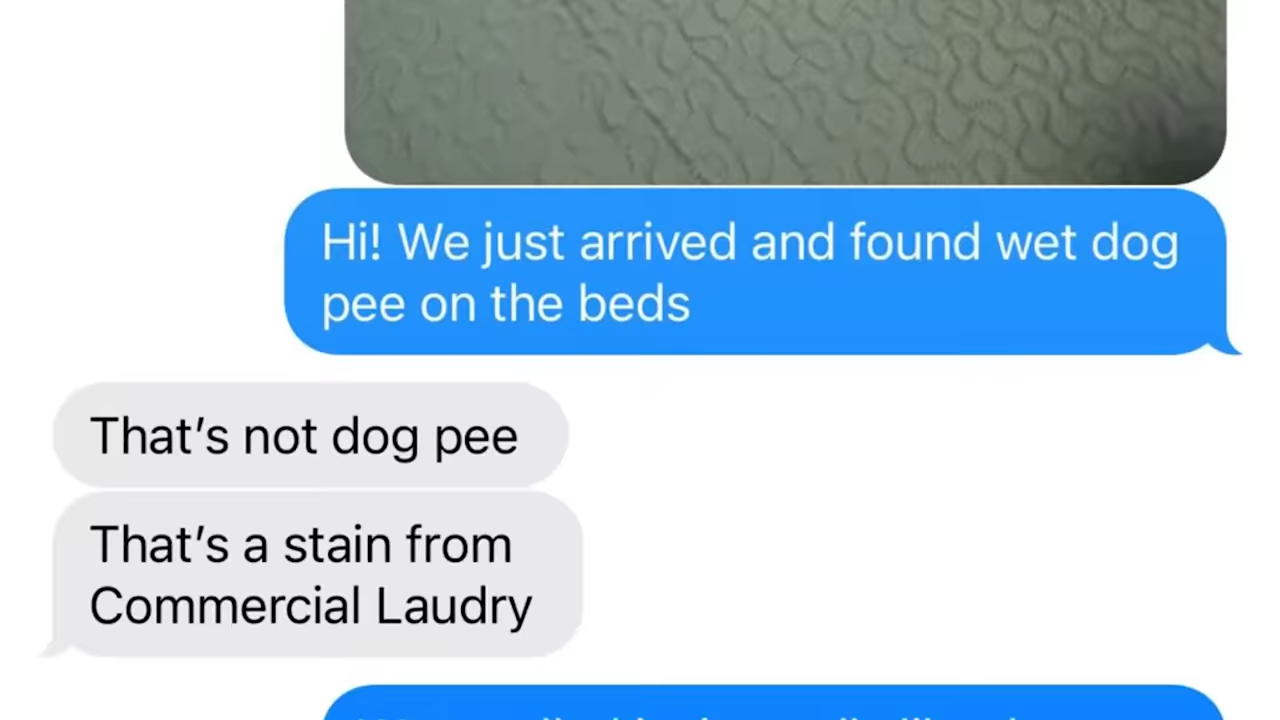 Hi! We just arrived and found wet dog
pee on the beds
That’s not dog pee
That’s a stain from
Commercial Laudry